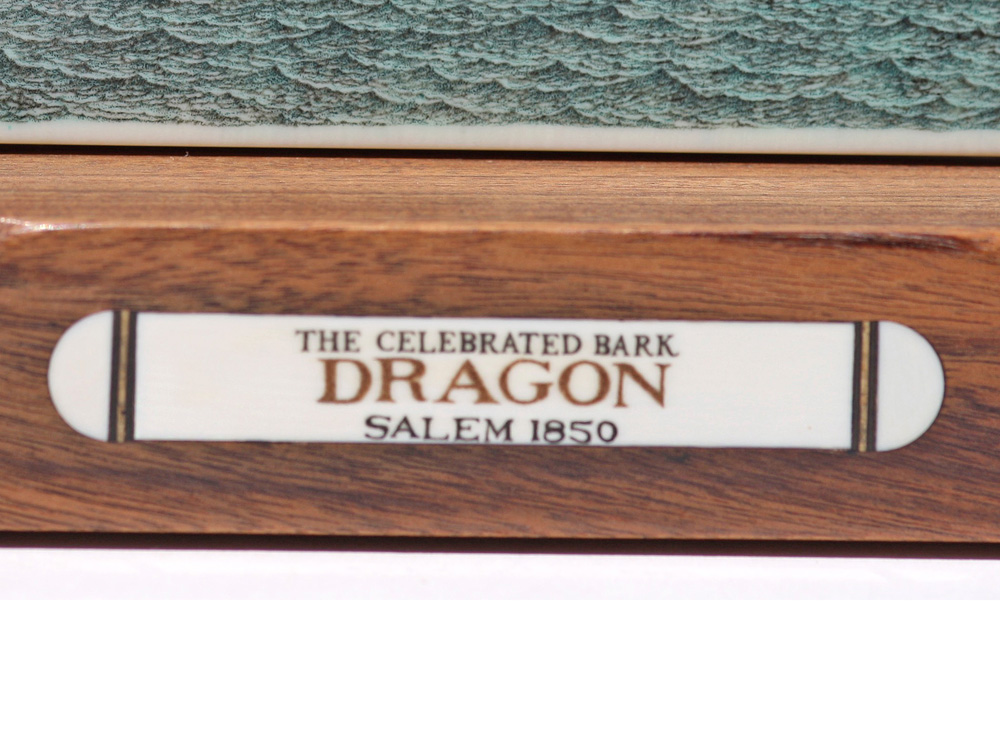 THE CELEBRATED BARK
DRAGON
SALEM 1850